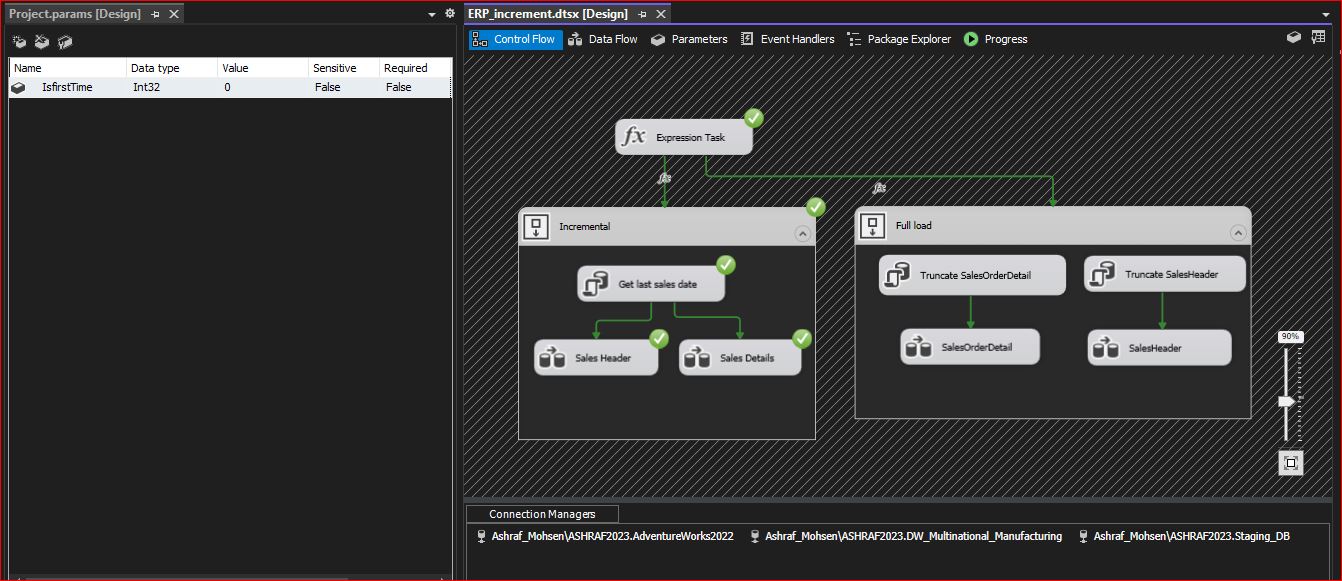 Project.params [Design]
Name Data type Value Sensitive Required
IsfirstTime Int32 0 False False
ERP_increment.dtsx [Design]
Control Flow Data Flow Parameters Event Handlers Package Explorer Progress
fx Expression Task
fx
fx
Incremental
Get last sales date
Sales Header Sales Details
Full load
Truncate SalesOrderDetail Truncate SalesHeader
SalesOrderDetail SalesHeader
90%
Connection Managers
Ashraf_Mohsen\ASHRAF2023.AdventureWorks2022 Ashraf_Mohsen\ASHRAF2023.DW_Multinational_Manufacturing Ashraf_Mohsen\ASHRAF2023.Staging_DB